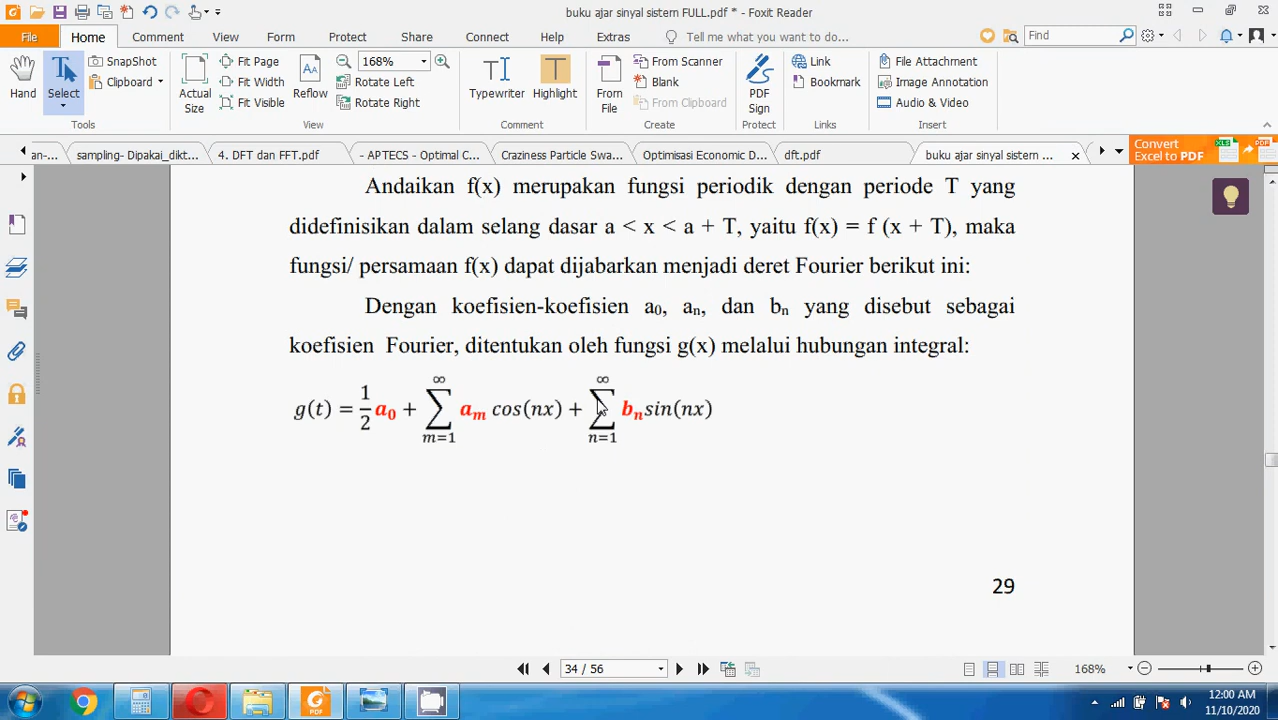 buku ajar sinyal sistern FULL.pdf * - Foxit Reader
File Home Comment View Form Protect Share Connect Help Extras Tell me what you want to do... Find
Hand
Select
SnapShot
Clipboard
Tools
Actual Size
Fit Page
Fit Width
Fit Visible
Reflow
168%
Rotate Left
Rotate Right
View
Typewriter
Highlight
Comment
From File
From Scanner
Blank
From Clipboard
Create
PDF Sign
Protect
Link
Bookmark
Links
File Attachment
Image Annotation
Audio & Video
Insert
an-... sampling- Dipakai_dikt... 4. DFT dan FFT.pdf - APTECS - Optimal C... Craziness Particle Swa... Optimisasi Economic D... dft.pdf buku ajar sinyal sistern ...
Convert
Excel to PDF
Andaikan f(x) merupakan fungsi periodik dengan periode T yang
didefinisikan dalam selang dasar a < x < a + T, yaitu f(x) = f (x + T), maka
fungsi/ persamaan f(x) dapat dijabarkan menjadi deret Fourier berikut ini:
Dengan koefisien-koefisien a₀, aₙ, dan bₙ yang disebut sebagai
koefisien Fourier, ditentukan oleh fungsi g(x) melalui hubungan integral:
g(t) = 1/2 a₀ + ∑_{m=1}^{∞} aₘ cos(nx) + ∑_{n=1}^{∞} bₙsin(nx)
29
34 / 56
168%
12:00 AM
11/10/2020